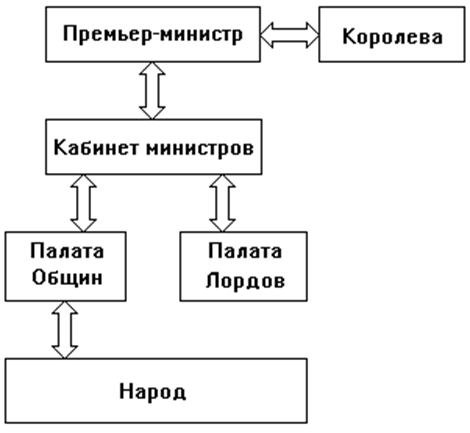 Премьер-министр
Королева
Кабинет министров
Палата
Общин
Палата
Лордов
Народ